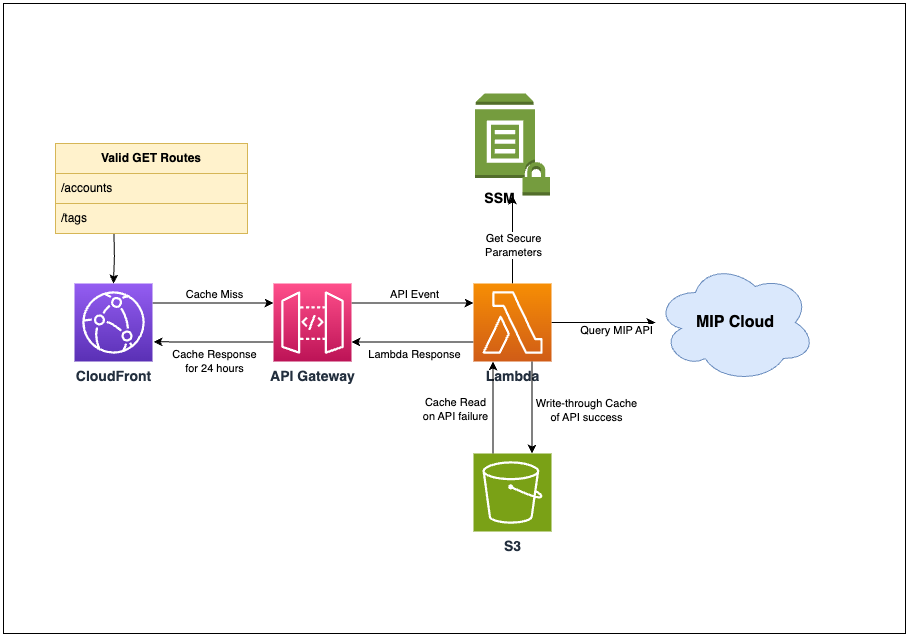 SSM
Valid GET Routes
/accounts
/tags
Get Secure
Parameters
Cache Miss
API Event
</>
MIP Cloud
Query MIP API
Cache Response
for 24 hours
Lambda Response
CloudFront
API Gateway
Lambda
Cache Read
on API failure
Write-through Cache
of API success
S3